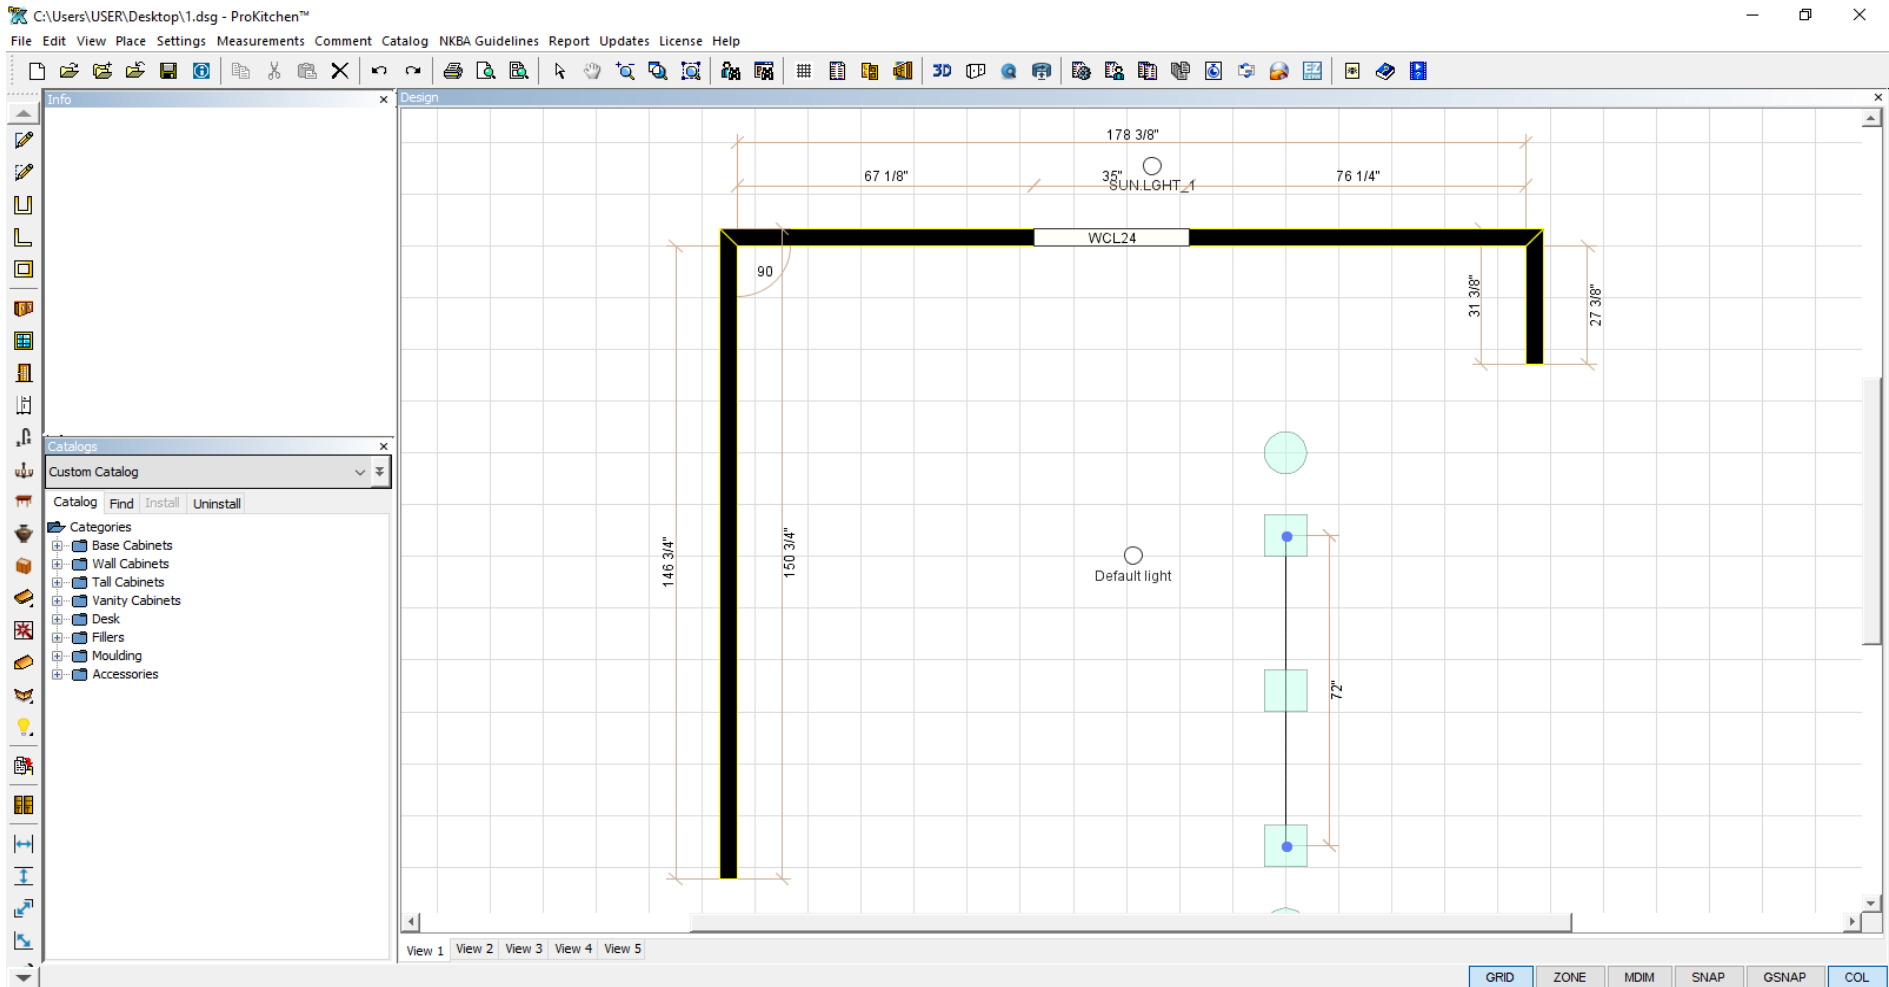 C:\Users\USER\Desktop\1.dsg - ProKitchen™
File Edit View Place Settings Measurements Comment Catalog NKBA Guidelines Report Updates License Help
3D
EZ
Info
Design
178 3/8"
67 1/8"
35"
76 1/4"
SUN.LGHT_1
WCL24
90
31 3/8"
27 3/8"
Catalogs
Custom Catalog
Catalog Find Install Uninstall
Categories
Base Cabinets
Wall Cabinets
Tall Cabinets
Vanity Cabinets
Desk
Fillers
Moulding
Accessories
146 3/4"
150 3/4"
Default light
72"
View 1 View 2 View 3 View 4 View 5
GRID ZONE MDIM SNAP GSNAP COL